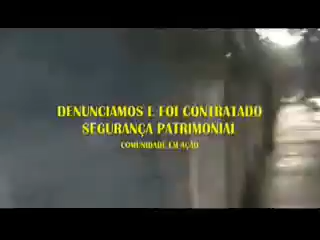 DENUNCIAMOS E FOI CONTRATADO
SEGURANÇA PATRIMONIAL
COMUNIDADE EM AÇÃO